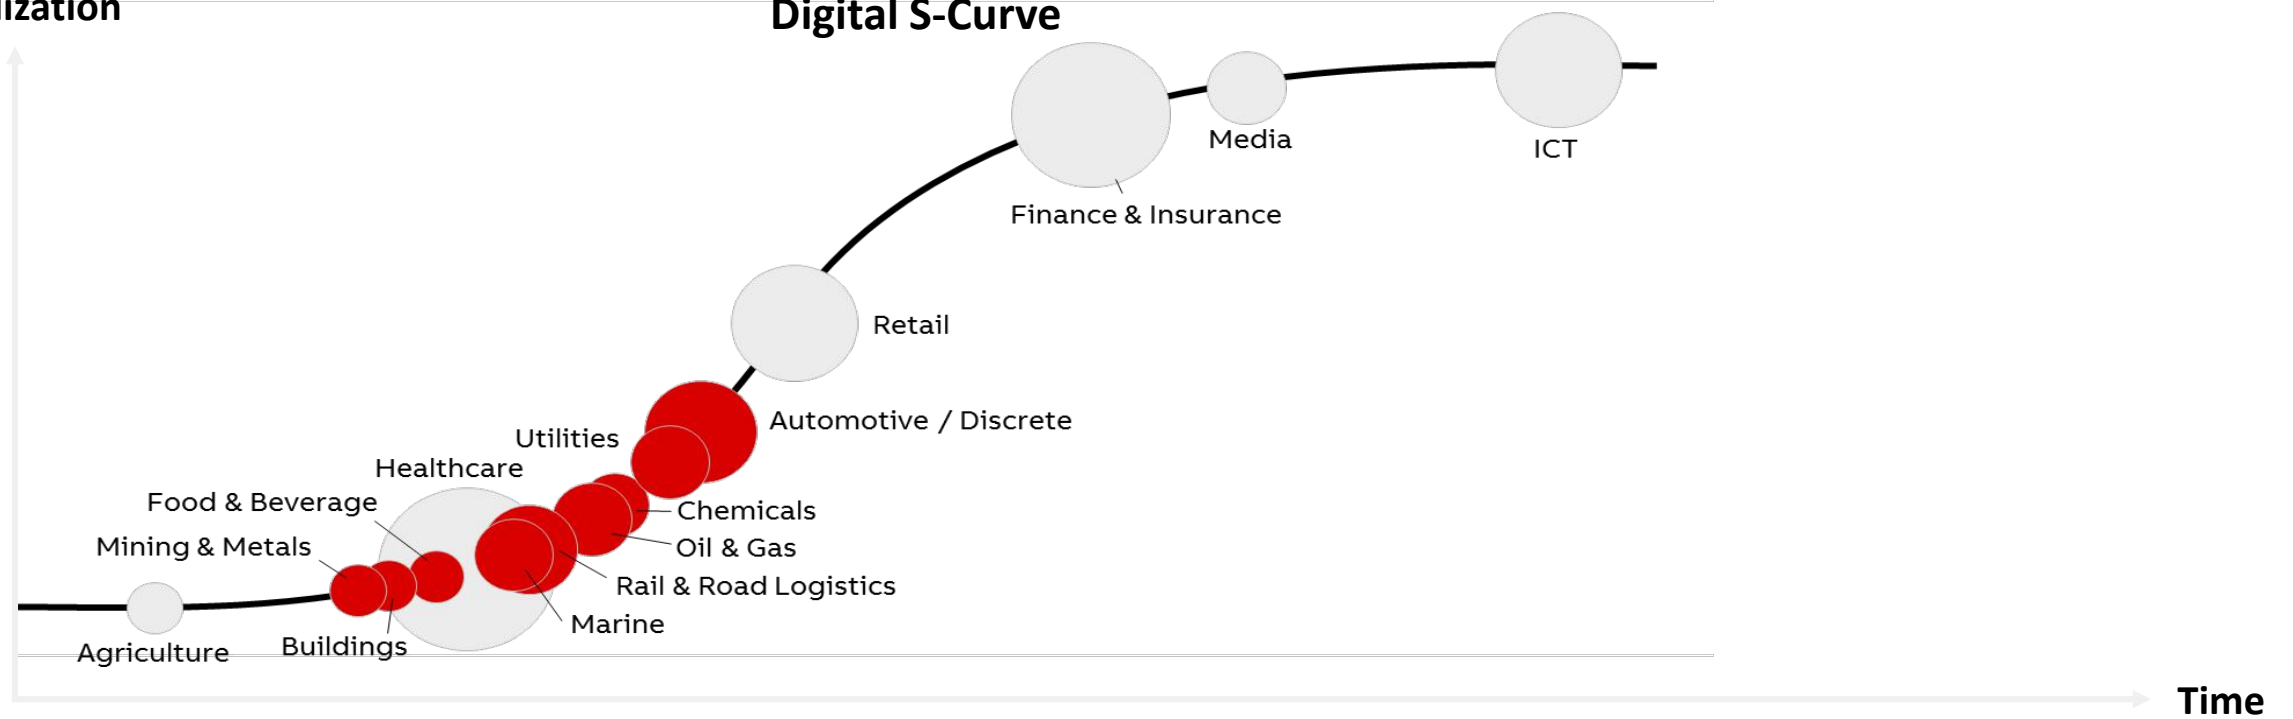 lization
Digital S-Curve
Media
ICT
Finance & Insurance
Retail
Automotive / Discrete
Utilities
Healthcare
Food & Beverage
Chemicals
Mining & Metals
Oil & Gas
Rail & Road Logistics
Marine
Buildings
Agriculture
Time